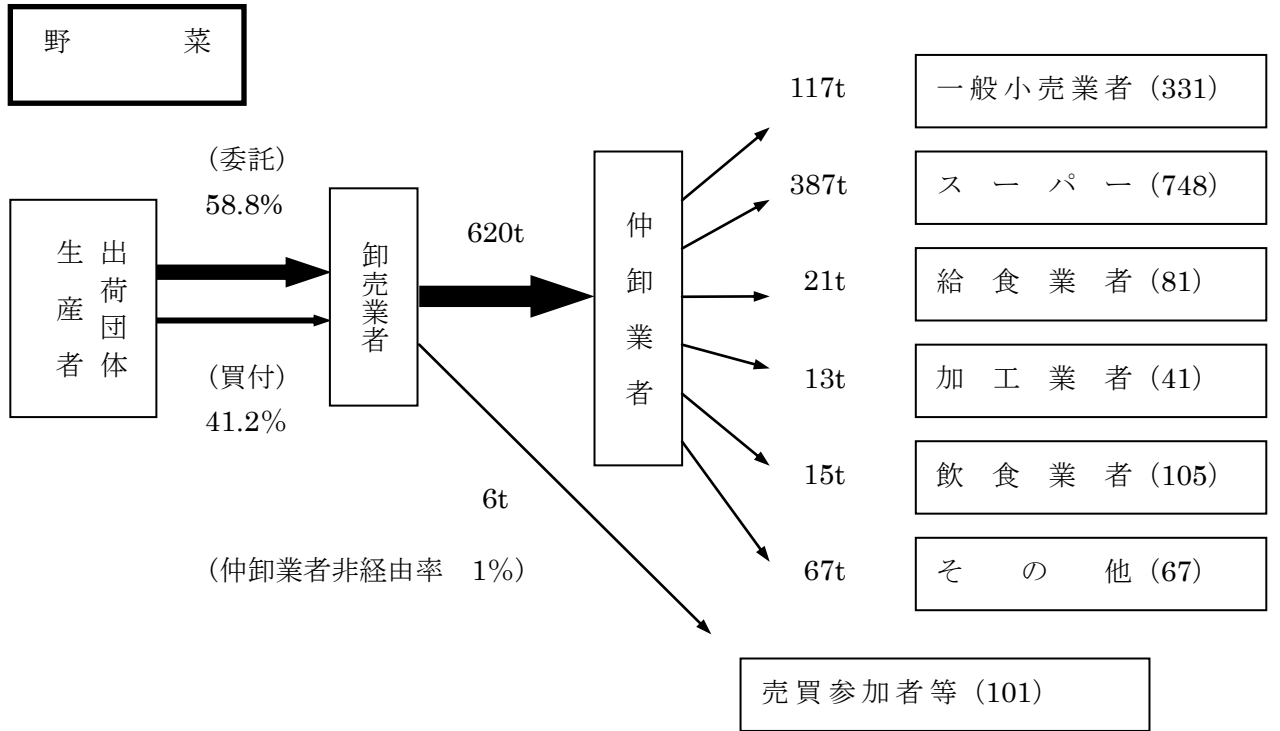 野菜
(委託)
58.8%
生産者
出荷団体
(買付)
41.2%
卸売業者
620t
6t
(仲卸業者非経由率 1%)
仲卸業者
117t
一般小売業者 (331)
387t
スーパー (748)
21t
給食業者 (81)
13t
加工業者 (41)
15t
飲食業者 (105)
67t
その他 (67)
売買参加者等 (101)